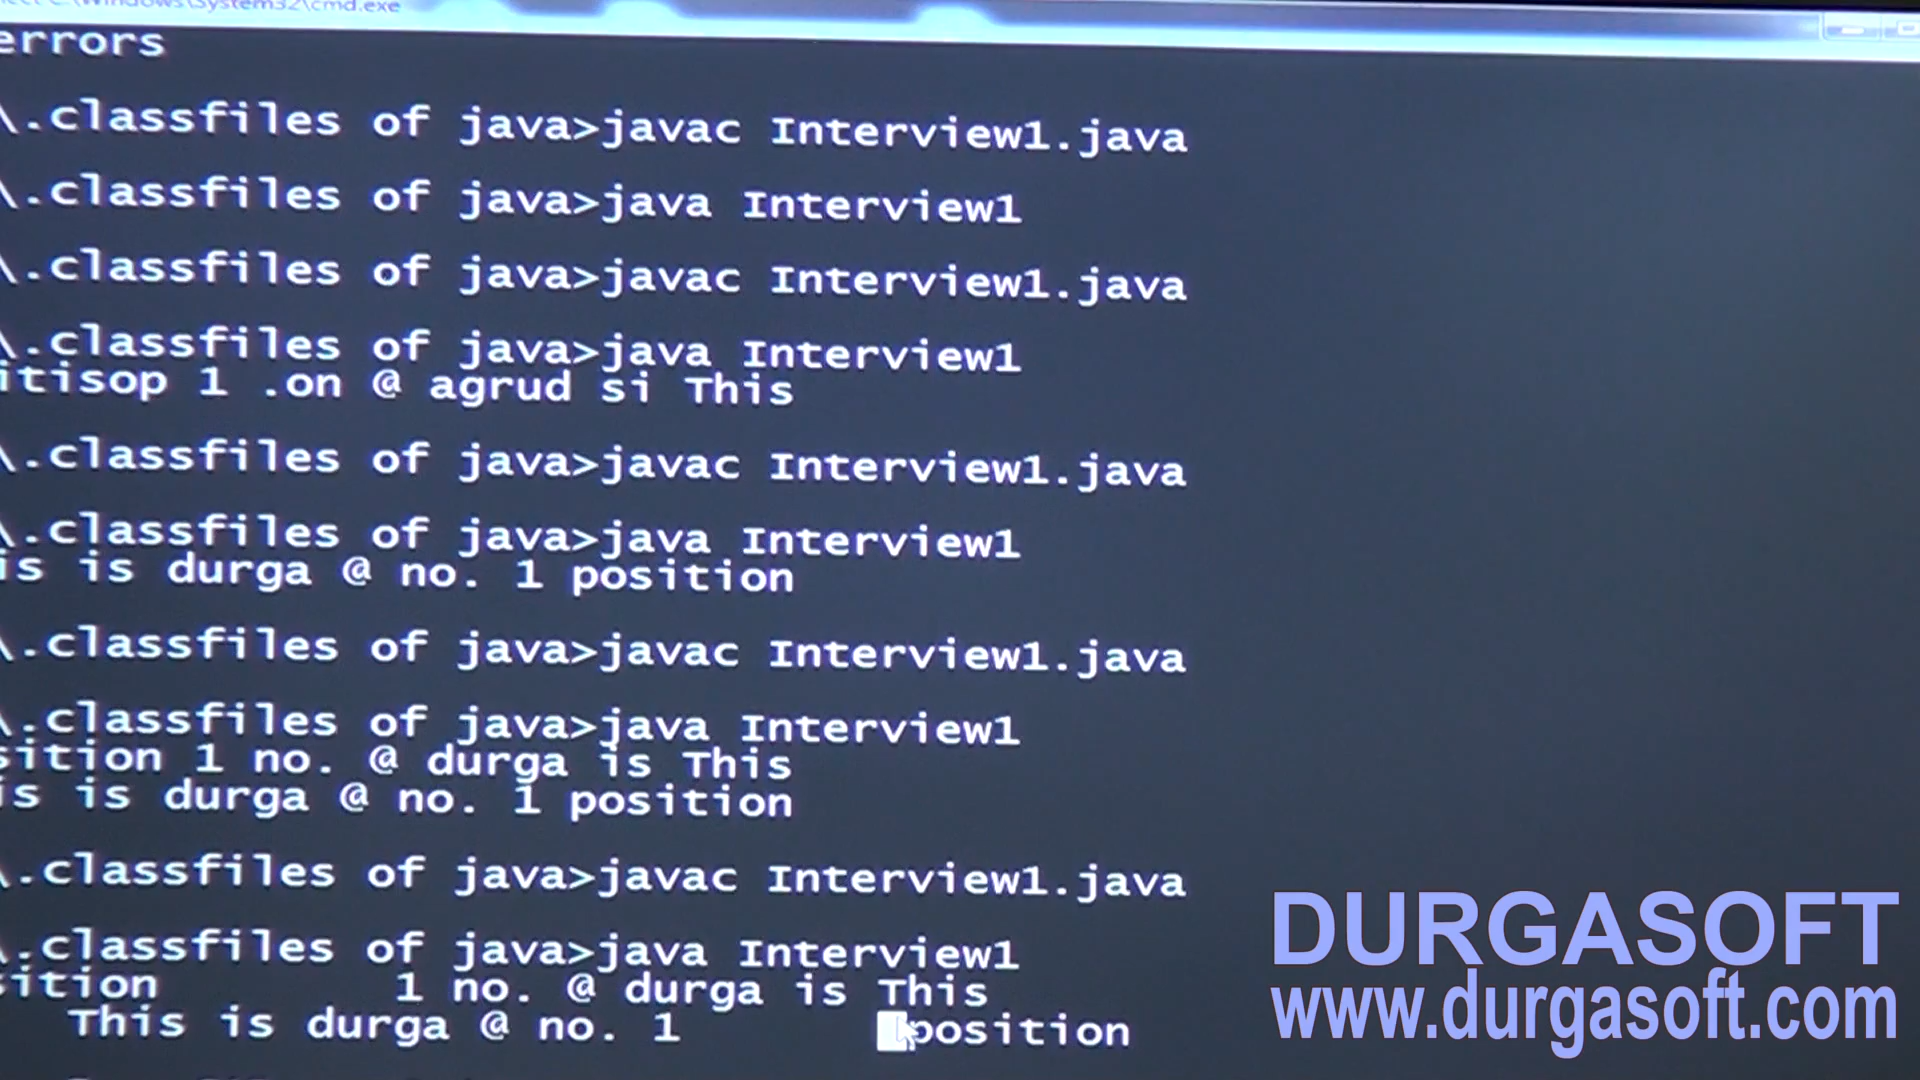 C:\Windows\System32\cmd.exe
errors
\.classfiles of java>javac Interview1.java
\.classfiles of java>java Interview1
\.classfiles of java>javac Interview1.java
\.classfiles of java>java Interview1
itisop 1 .on @ agrud si This
\.classfiles of java>javac Interview1.java
\.classfiles of java>java Interview1
is is durga @ no. 1 position
\.classfiles of java>javac Interview1.java
\.classfiles of java>java Interview1
sition 1 no. @ durga is This
is is durga @ no. 1 position
\.classfiles of java>javac Interview1.java
\.classfiles of java>java Interview1
sition 1 no. @ durga is This
This is durga @ no. 1 position
DURGASOFT
www.durgasoft.com